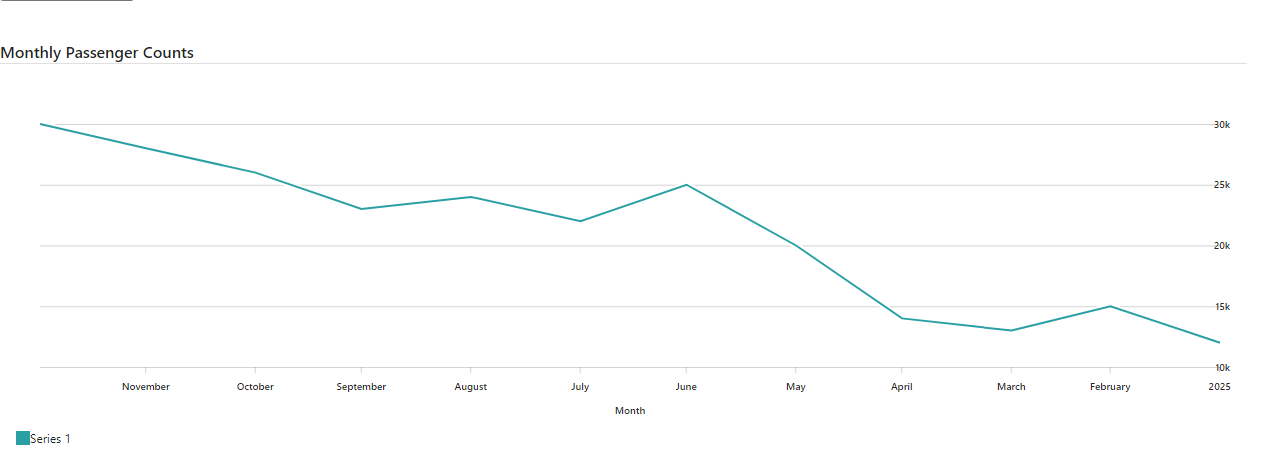 Monthly Passenger Counts
30k
25k
20k
15k
10k
November October September August July June May April March February 2025
Month
Series 1